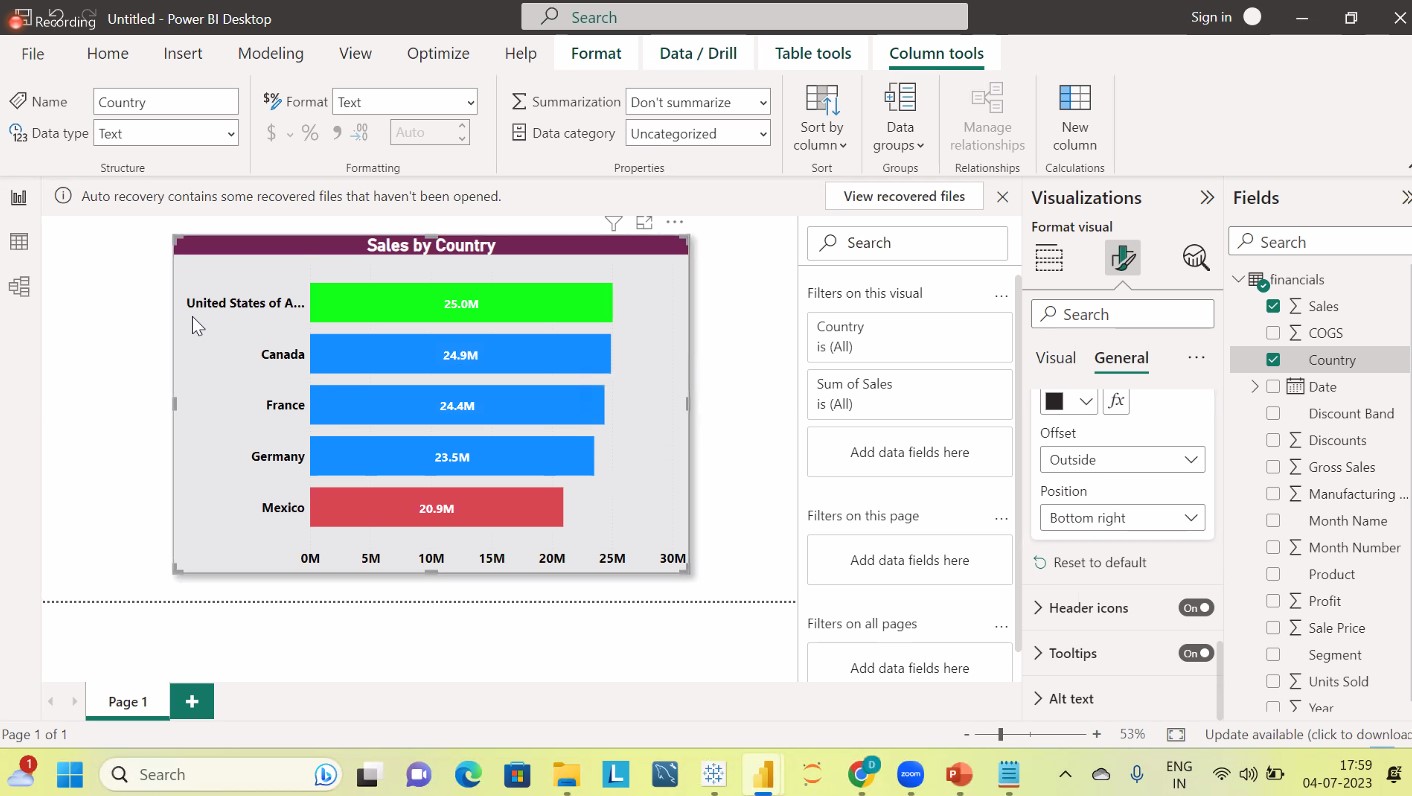 Recording Untitled - Power BI Desktop Search Sign in
File Home Insert Modeling View Optimize Help Format Data / Drill Table tools Column tools
Name Country $% Format Text Σ Summarization Don't summarize
Data type Text $ % 9 .00 Auto Data category Uncategorized
Sort by column Data groups Manage relationships New column
Structure Formatting Properties Sort Groups Relationships Calculations
Auto recovery contains some recovered files that haven't been opened. View recovered files
Sales by Country
United States of A... 25.0M
Canada 24.9M
France 24.4M
Germany 23.5M
Mexico 20.9M
0M 5M 10M 15M 20M 25M 30M
Search
Filters on this visual ...
Country
is (All)
Sum of Sales
is (All)
Add data fields here
Filters on this page ...
Add data fields here
Filters on all pages ...
Add data fields here
Visualizations
Format visual
Search
Visual General ...
fx
Offset
Outside
Position
Bottom right
Reset to default
Header icons On
Tooltips On
Alt text
Fields
Search
financials
Σ Sales
Σ COGS
Country
Date
Discount Band
Σ Discounts
Σ Gross Sales
Σ Manufacturing ...
Month Name
Σ Month Number
Product
Σ Profit
Σ Sale Price
Segment
Σ Units Sold
Σ Year
Page 1
Page 1 of 1 - + 53% Update available (click to download
1 Search L D zoom P ENG IN 17:59
04-07-2023